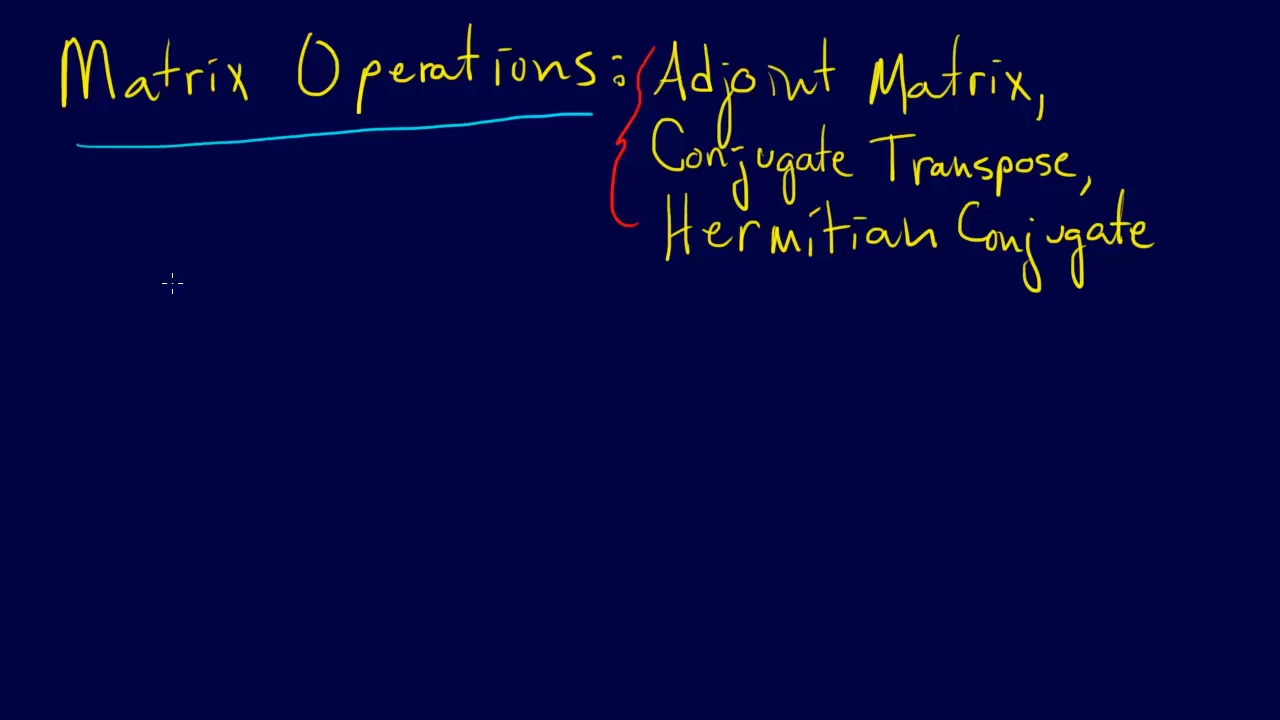 Matrix Operations: Adjoint Matrix,
Conjugate Transpose,
Hermitian Conjugate